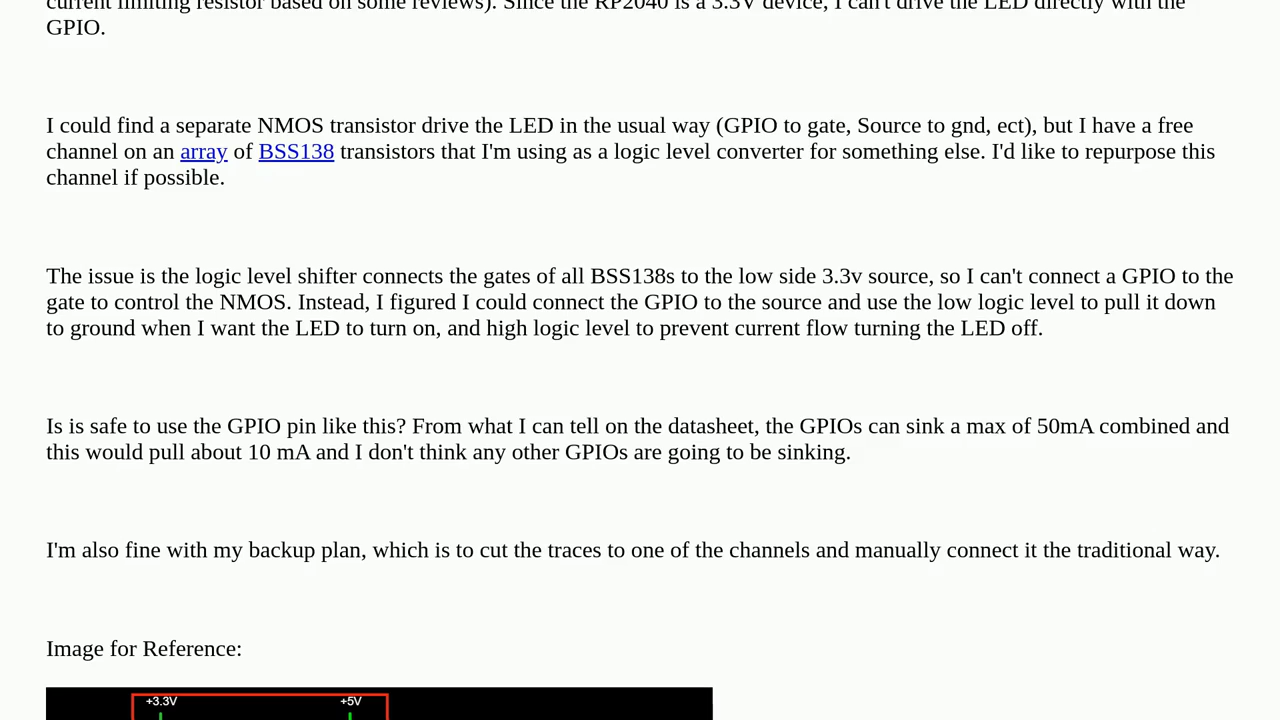 current limiting resistor based on some reviews). Since the RP2040 is a 3.3V device, I can't drive the LED directly with the
GPIO.
I could find a separate NMOS transistor drive the LED in the usual way (GPIO to gate, Source to gnd, ect), but I have a free
channel on an array of BSS138 transistors that I'm using as a logic level converter for something else. I'd like to repurpose this
channel if possible.
The issue is the logic level shifter connects the gates of all BSS138s to the low side 3.3v source, so I can't connect a GPIO to the
gate to control the NMOS. Instead, I figured I could connect the GPIO to the source and use the low logic level to pull it down
to ground when I want the LED to turn on, and high logic level to prevent current flow turning the LED off.
Is is safe to use the GPIO pin like this? From what I can tell on the datasheet, the GPIOs can sink a max of 50mA combined and
this would pull about 10 mA and I don't think any other GPIOs are going to be sinking.
I'm also fine with my backup plan, which is to cut the traces to one of the channels and manually connect it the traditional way.
Image for Reference:
+3.3V +5V